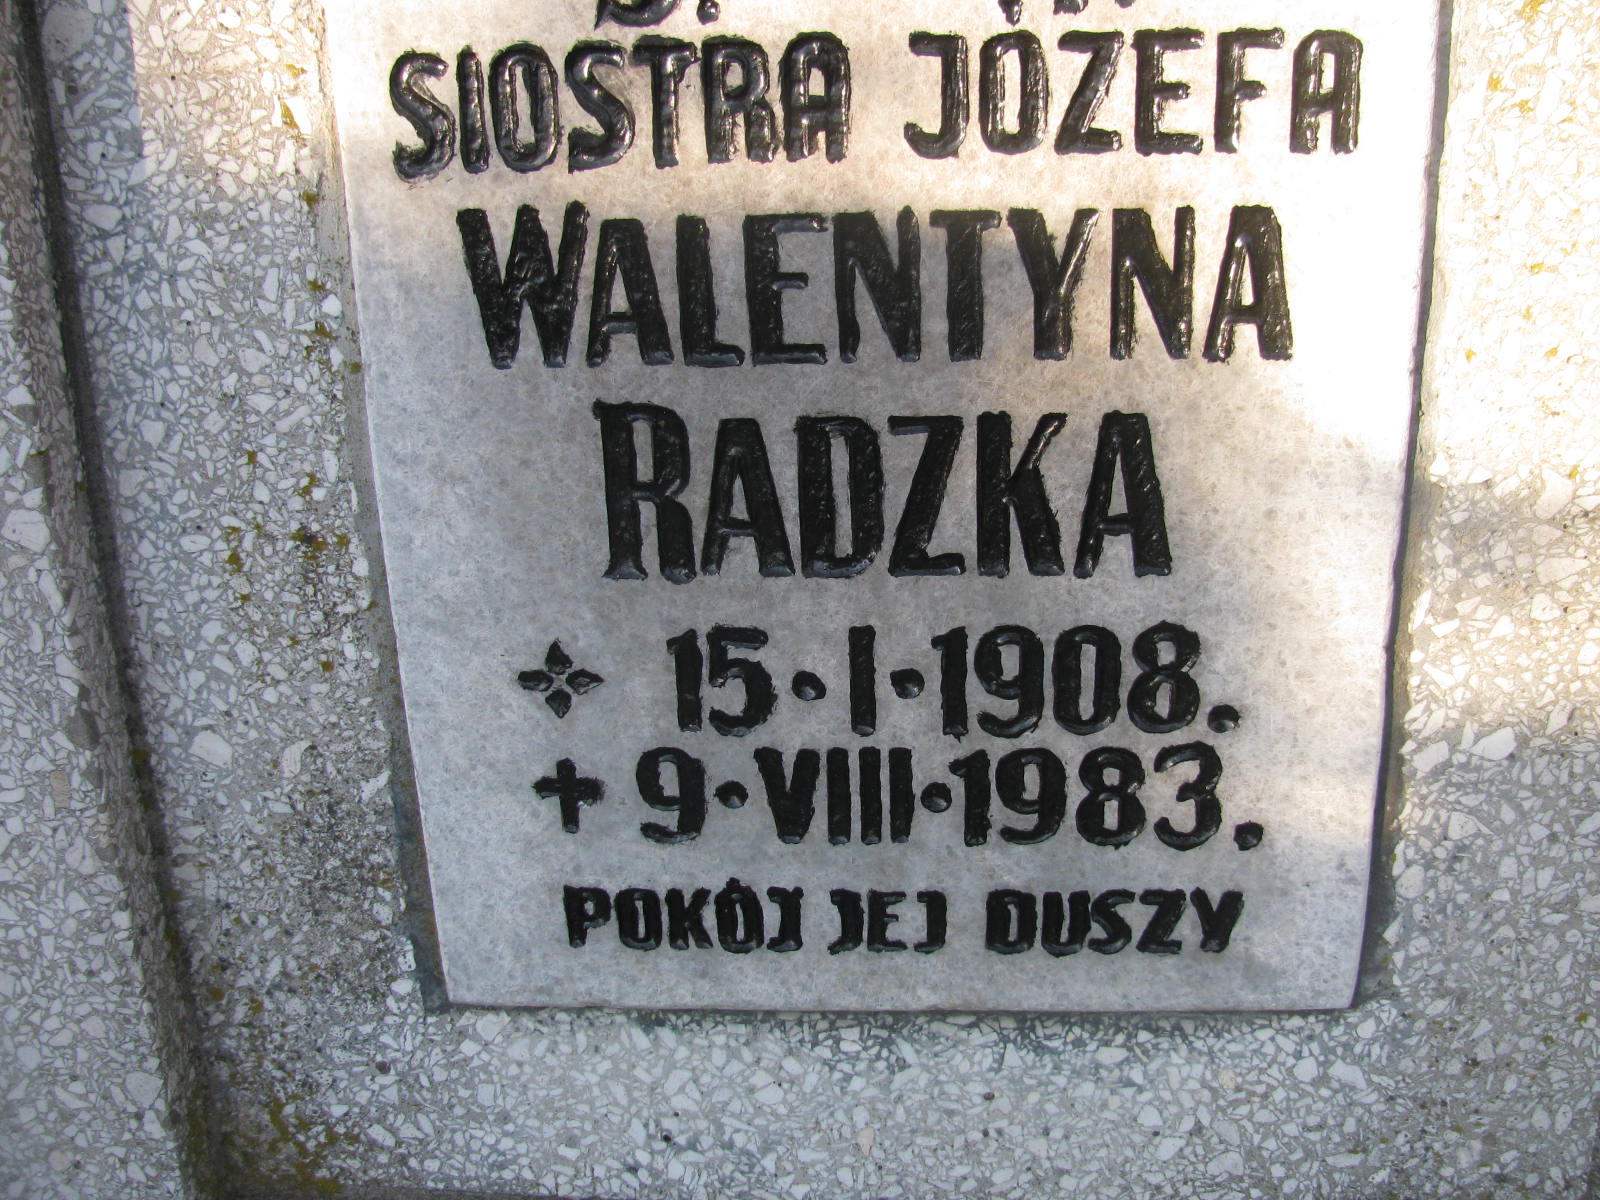 SIOSTRA JÓZEFA
WALENTYNA
RADZKA
15·I·1908.
9·VIII·1983.
POKÓJ JEJ DUSZY